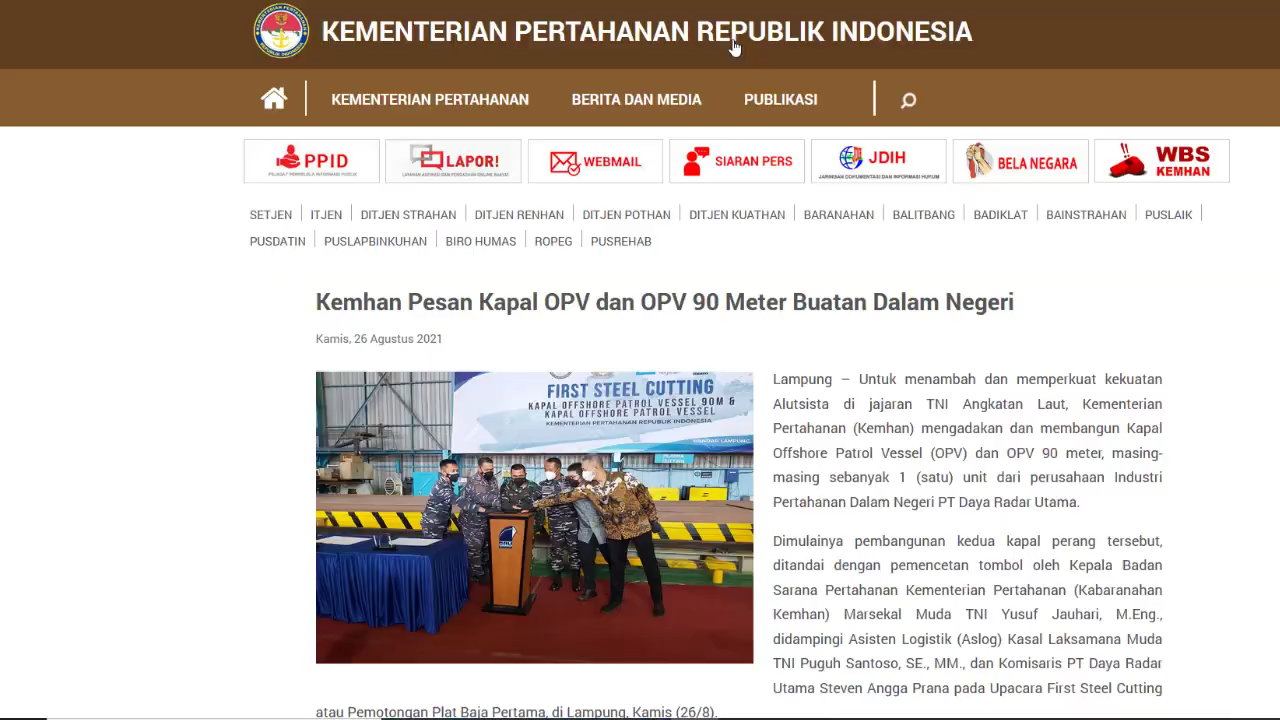 KEMENTERIAN PERTAHANAN REPUBLIK INDONESIA
KEMENTERIAN PERTAHANAN
BERITA DAN MEDIA
PUBLIKASI
PPID
LAPOR!
WEBMAIL
SIARAN PERS
JDIH
JARINGAN DOKUMENTASI DAN INFORMASI HUKUM
BELA NEGARA
WBS
KEMHAN
SETJEN ITJEN DITJEN STRAHAN DITJEN RENHAN DITJEN POTHAN DITJEN KUATHAN BARANAHAN BALITBANG BADIKLAT BAINSTRAHAN PUSLAIK
PUSDATIN PUSLAPBINKUHAN BIRO HUMAS ROPEG PUSREHAB
Kemhan Pesan Kapal OPV dan OPV 90 Meter Buatan Dalam Negeri
Kamis, 26 Agustus 2021
FIRST STEEL CUTTING
KAPAL OFFSHORE PATROL VESSEL 90M &
KAPAL OFFSHORE PATROL VESSEL
KEMENTERIAN PERTAHANAN REPUBLIK INDONESIA
Lampung – Untuk menambah dan memperkuat kekuatan
Alutsista di jajaran TNI Angkatan Laut, Kementerian
Pertahanan (Kemhan) mengadakan dan membangun Kapal
Offshore Patrol Vessel (OPV) dan OPV 90 meter, masing-
masing sebanyak 1 (satu) unit dari perusahaan Industri
Pertahanan Dalam Negeri PT Daya Radar Utama.
Dimulainya pembangunan kedua kapal perang tersebut,
ditandai dengan pemencetan tombol oleh Kepala Badan
Sarana Pertahanan Kementerian Pertahanan (Kabaranahan
Kemhan) Marsekal Muda TNI Yusuf Jauhari, M.Eng.,
didampingi Asisten Logistik (Aslog) Kasal Laksamana Muda
TNI Puguh Santoso, SE., MM., dan Komisaris PT Daya Radar
Utama Steven Angga Prana pada Upacara First Steel Cutting
atau Pemotongan Plat Baja Pertama, di Lampung, Kamis (26/8).